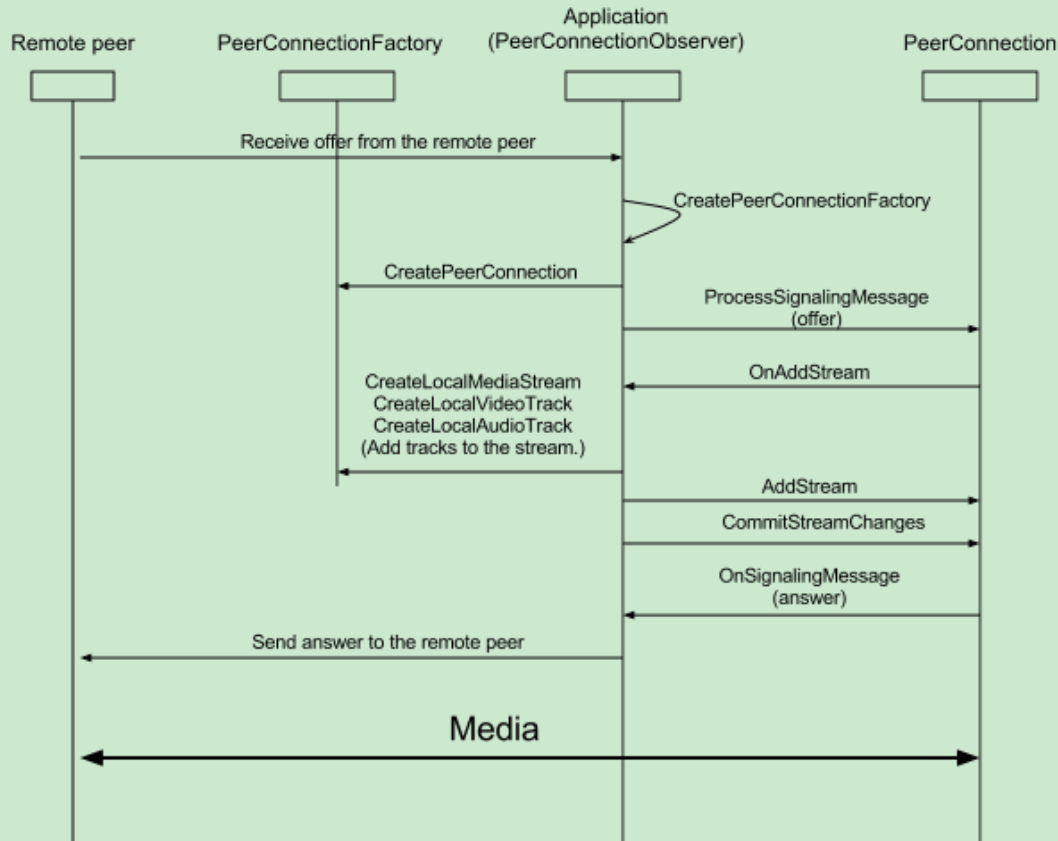 Remote peer
PeerConnectionFactory
Application
(PeerConnectionObserver)
PeerConnection
Receive offer from the remote peer
CreatePeerConnectionFactory
CreatePeerConnection
ProcessSignalingMessage
(offer)
OnAddStream
CreateLocalMediaStream
CreateLocalVideoTrack
CreateLocalAudioTrack
(Add tracks to the stream.)
AddStream
CommitStreamChanges
OnSignalingMessage
(answer)
Send answer to the remote peer
Media